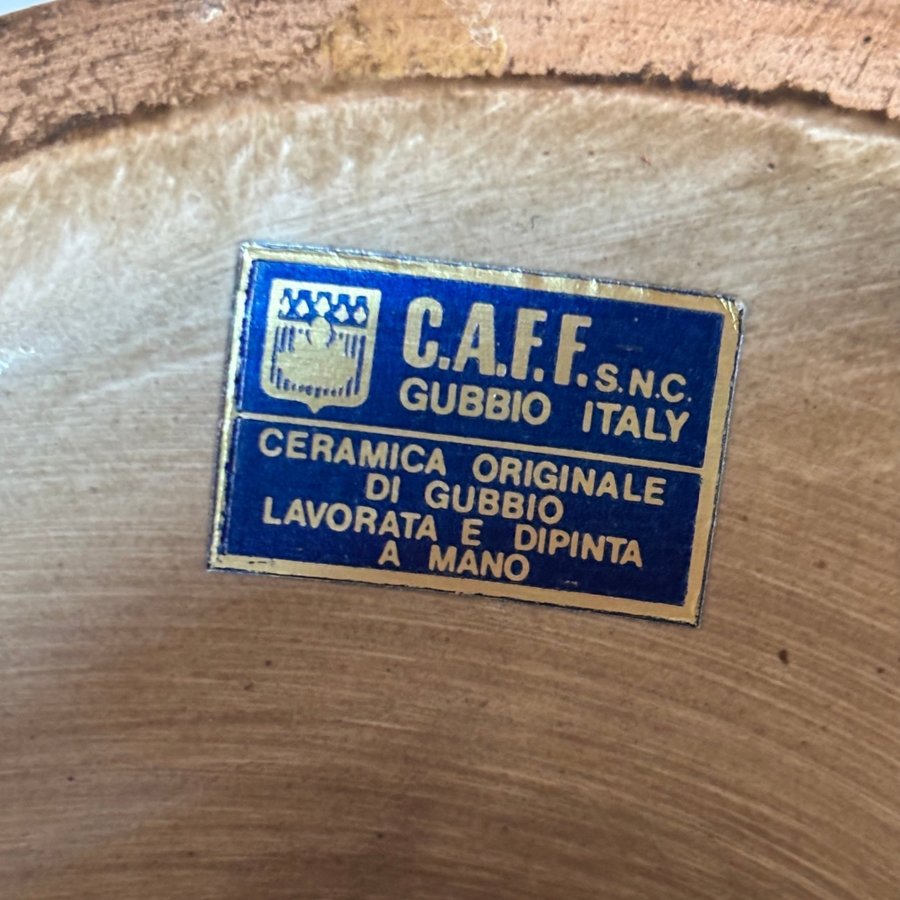 C.A.F.F. S.N.C.
GUBBIO ITALY
CERAMICA ORIGINALE
DI GUBBIO
LAVORATA E DIPINTA
A MANO